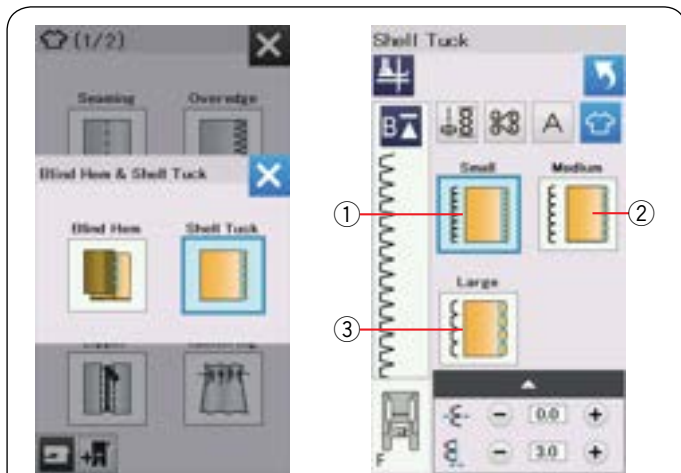 (1/2)
Seaming Overedge
Blind Hem & Shell Tuck
Blind Hem Shell Tuck
Shell Tuck
B
A
Small Medium
① ②
Large
③
0.0
F 3.0